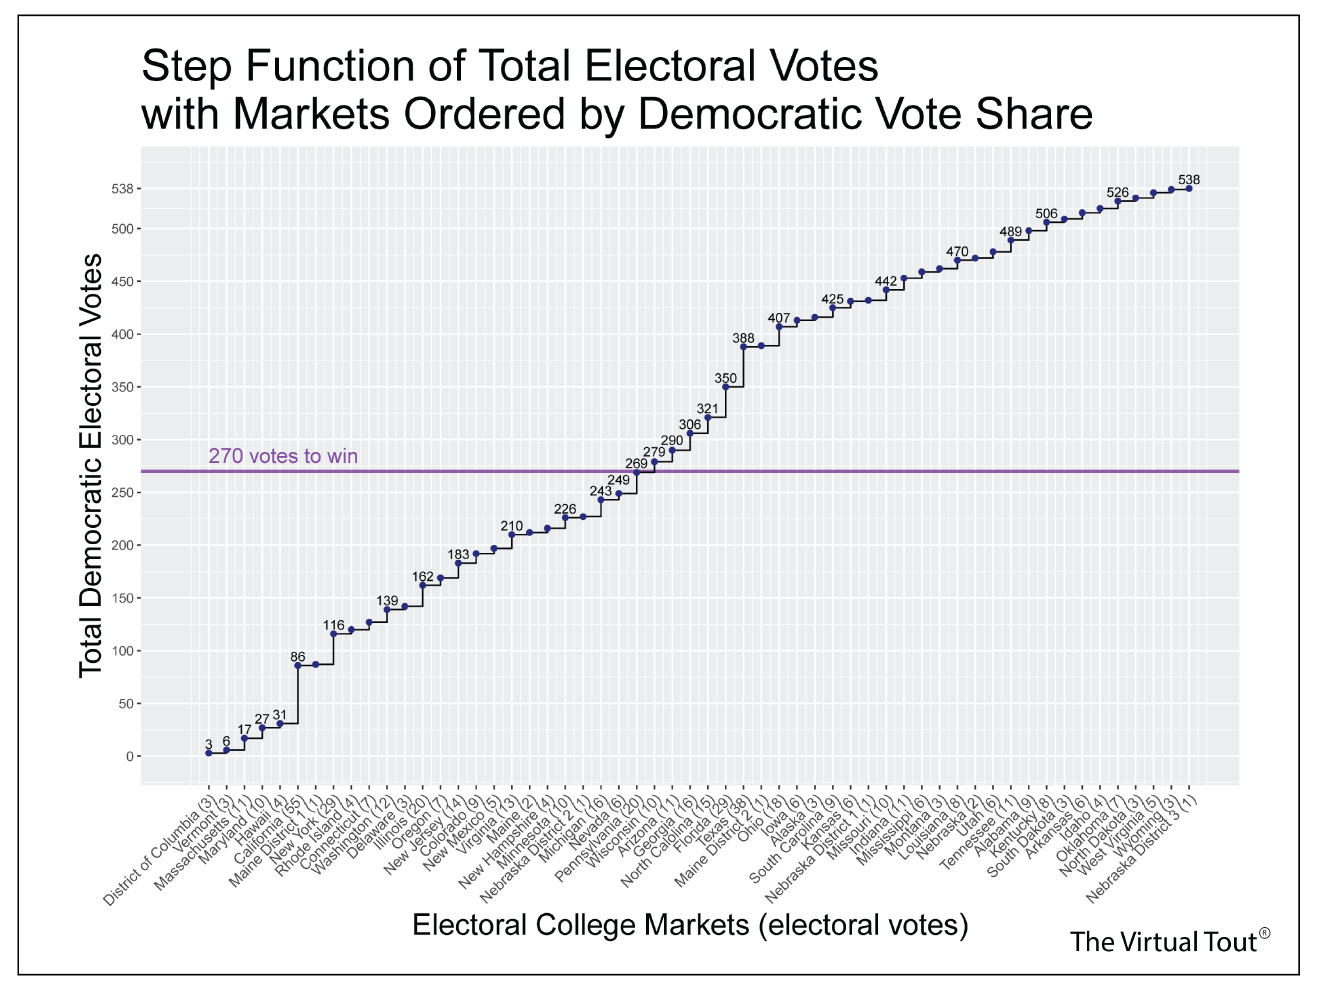 Step Function of Total Electoral Votes
with Markets Ordered by Democratic Vote Share
Total Democratic Electoral Votes
538
500
450
400
350
300
250
200
150
100
50
0
270 votes to win
3
6
17
27
31
86
116
139
162
183
210
226
243
249
269
279
290
306
321
350
388
407
425
442
470
489
506
526
538
District of Columbia (3)
Vermont (3)
Massachusetts (11)
Maryland (10)
Hawaii (4)
California (55)
Maine District 1 (1)
New York (29)
Rhode Island (4)
Connecticut (7)
Washington (12)
Delaware (3)
Illinois (20)
Oregon (7)
New Jersey (14)
Colorado (9)
New Mexico (5)
Virginia (13)
Maine (2)
New Hampshire (4)
Minnesota (10)
Nebraska District 2 (1)
Michigan (16)
Nevada (6)
Pennsylvania (20)
Wisconsin (10)
Arizona (11)
Georgia (16)
North Carolina (15)
Florida (29)
Texas (38)
Maine District 2 (1)
Ohio (18)
Iowa (6)
Alaska (3)
South Carolina (9)
Kansas (6)
Nebraska District 1 (1)
Missouri (10)
Indiana (11)
Mississippi (6)
Montana (3)
Louisiana (8)
Nebraska (2)
Utah (6)
Tennessee (11)
Alabama (9)
Kentucky (8)
South Dakota (3)
Arkansas (6)
Idaho (4)
Oklahoma (7)
North Dakota (3)
West Virginia (5)
Wyoming (3)
Nebraska District 3 (1)
Electoral College Markets (electoral votes)
The Virtual Tout®